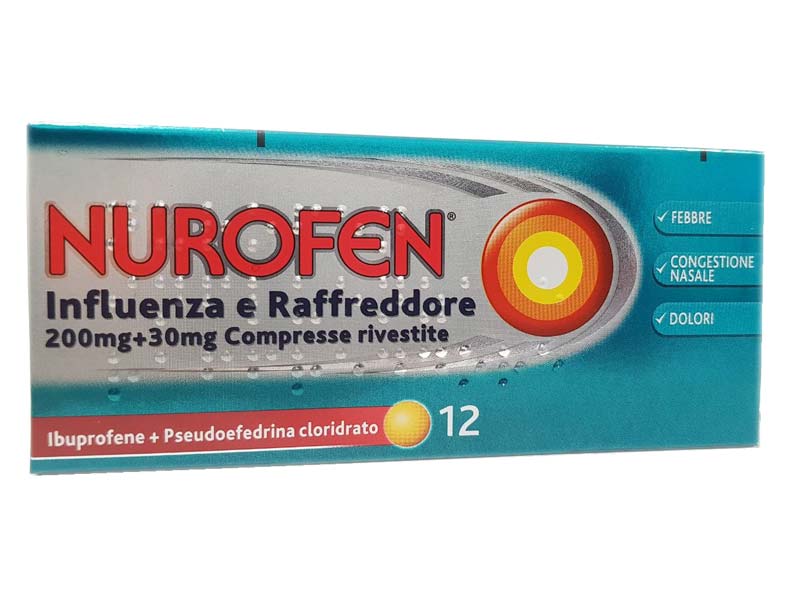 NUROFEN®
Influenza e Raffreddore
200mg+30mg Compresse rivestite
Ibuprofene + Pseudoefedrina cloridrato
12
FEBBRE
CONGESTIONE
NASALE
DOLORI